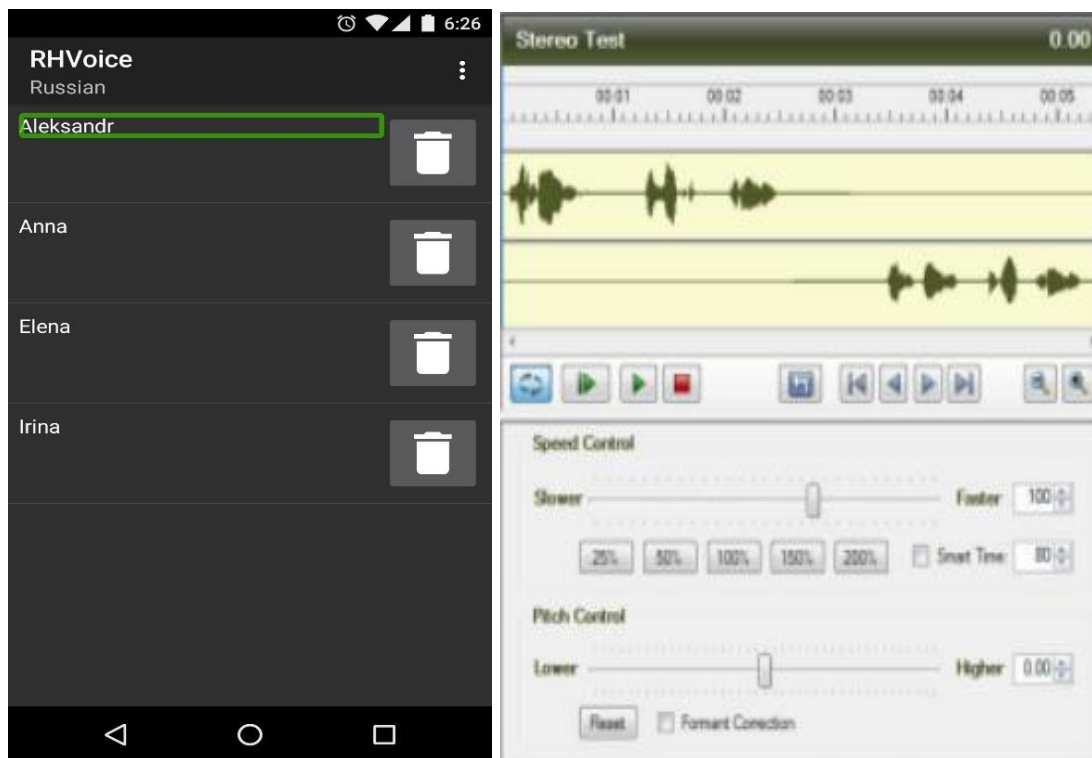 6:26
RHVoice
Russian
Aleksandr
Anna
Elena
Irina
Stereo Test 0.00
00:01 00:02 00:03 00:04 00:05
Speed Control
Slower Faster 100
25% 50% 100% 150% 200% Smart Time 80
Pitch Control
Lower Higher 0.00
Reset Formant Correction